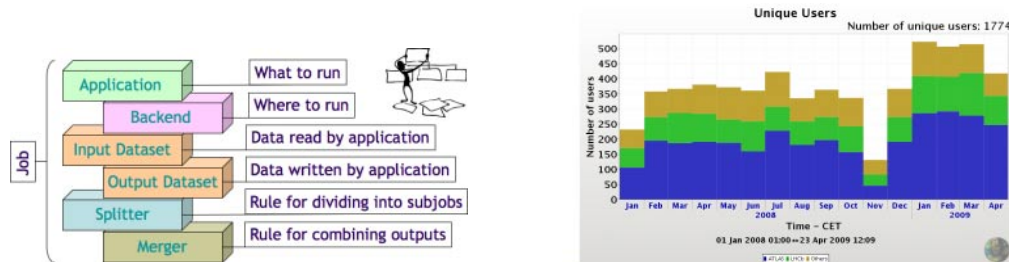 Job
Application
What to run
Backend
Where to run
Input Dataset
Data read by application
Output Dataset
Data written by application
Splitter
Rule for dividing into subjobs
Merger
Rule for combining outputs
Unique Users
Number of unique users: 1774
Number of users
500
450
400
350
300
250
200
150
100
50
0
Jan Feb Mar Apr May Jun Jul Aug Sep Oct Nov Dec Jan Feb Mar Apr
2008 2009
Time - CET
01 Jan 2008 01:00↔23 Apr 2009 12:09
ATLAS LHCb Others